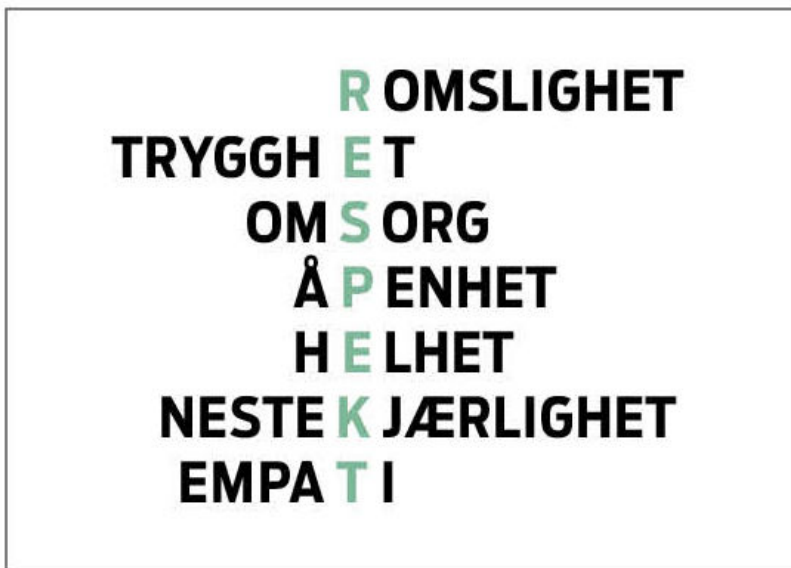 ROMSLIGHET
TRYGGHET
OMSORG
ÅPENHET
HELHET
NESTEKJÆRLIGHET
EMPATI